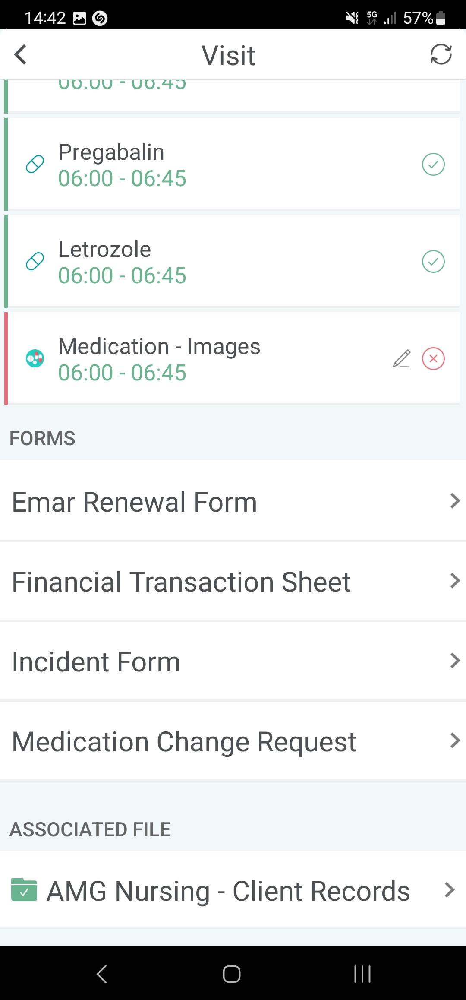 14:42
5G
57%
Visit
06:00 - 06:45
Pregabalin
06:00 - 06:45
Letrozole
06:00 - 06:45
Medication - Images
06:00 - 06:45
FORMS
Emar Renewal Form
Financial Transaction Sheet
Incident Form
Medication Change Request
ASSOCIATED FILE
AMG Nursing - Client Records